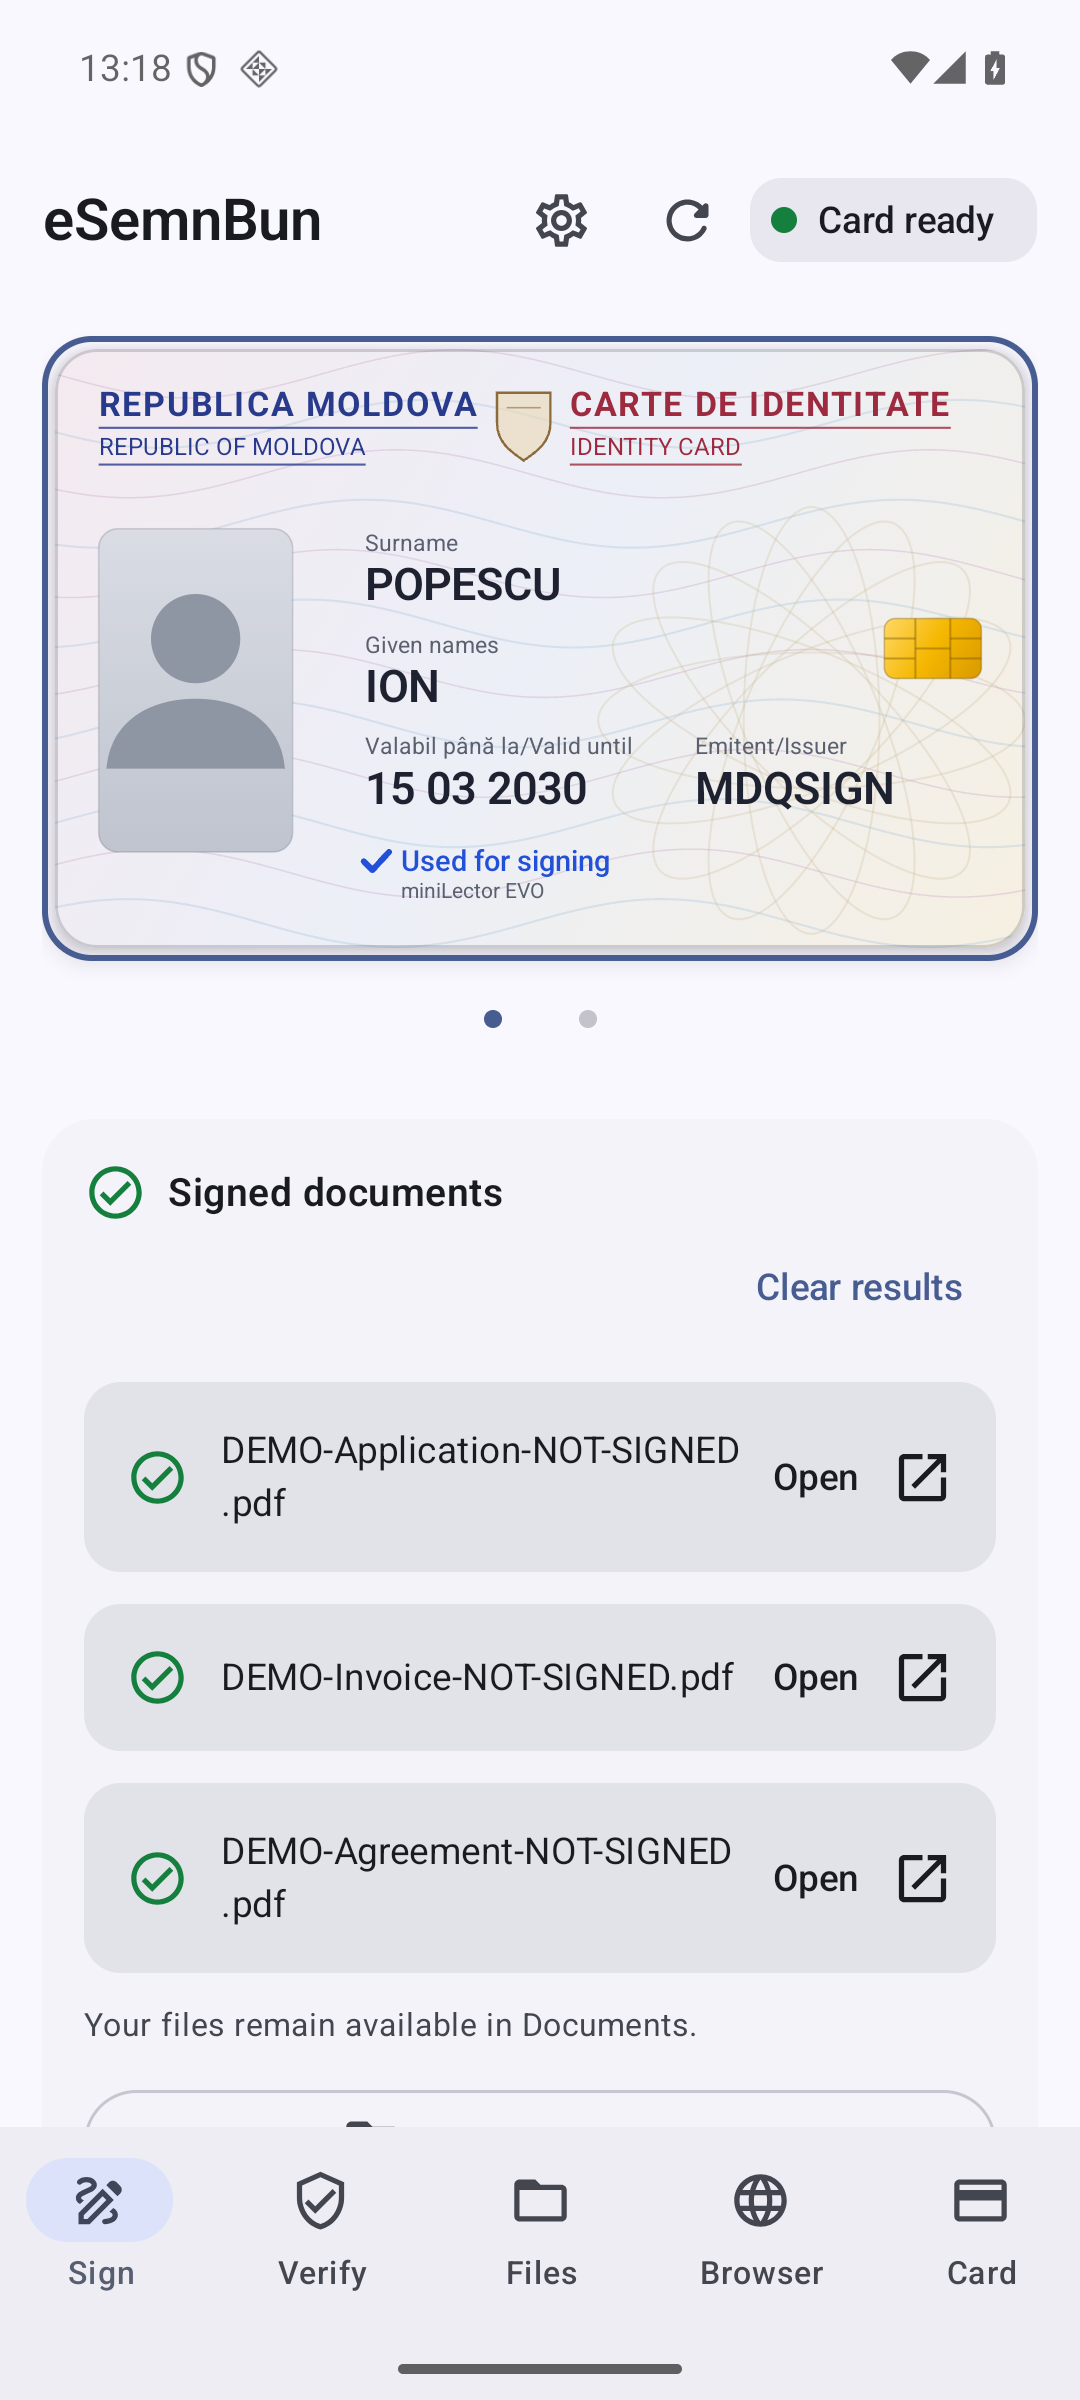 13:18
eSemnBun
Card ready
REPUBLICA MOLDOVA
REPUBLIC OF MOLDOVA
CARTE DE IDENTITATE
IDENTITY CARD
Surname
POPESCU
Given names
ION
Valabil până la/Valid until
15 03 2030
Emitent/Issuer
MDQSIGN
Used for signing
miniLector EVO
Signed documents
Clear results
DEMO-Application-NOT-SIGNED
.pdf
Open
DEMO-Invoice-NOT-SIGNED.pdf
Open
DEMO-Agreement-NOT-SIGNED
.pdf
Open
Your files remain available in Documents.
Sign
Verify
Files
Browser
Card